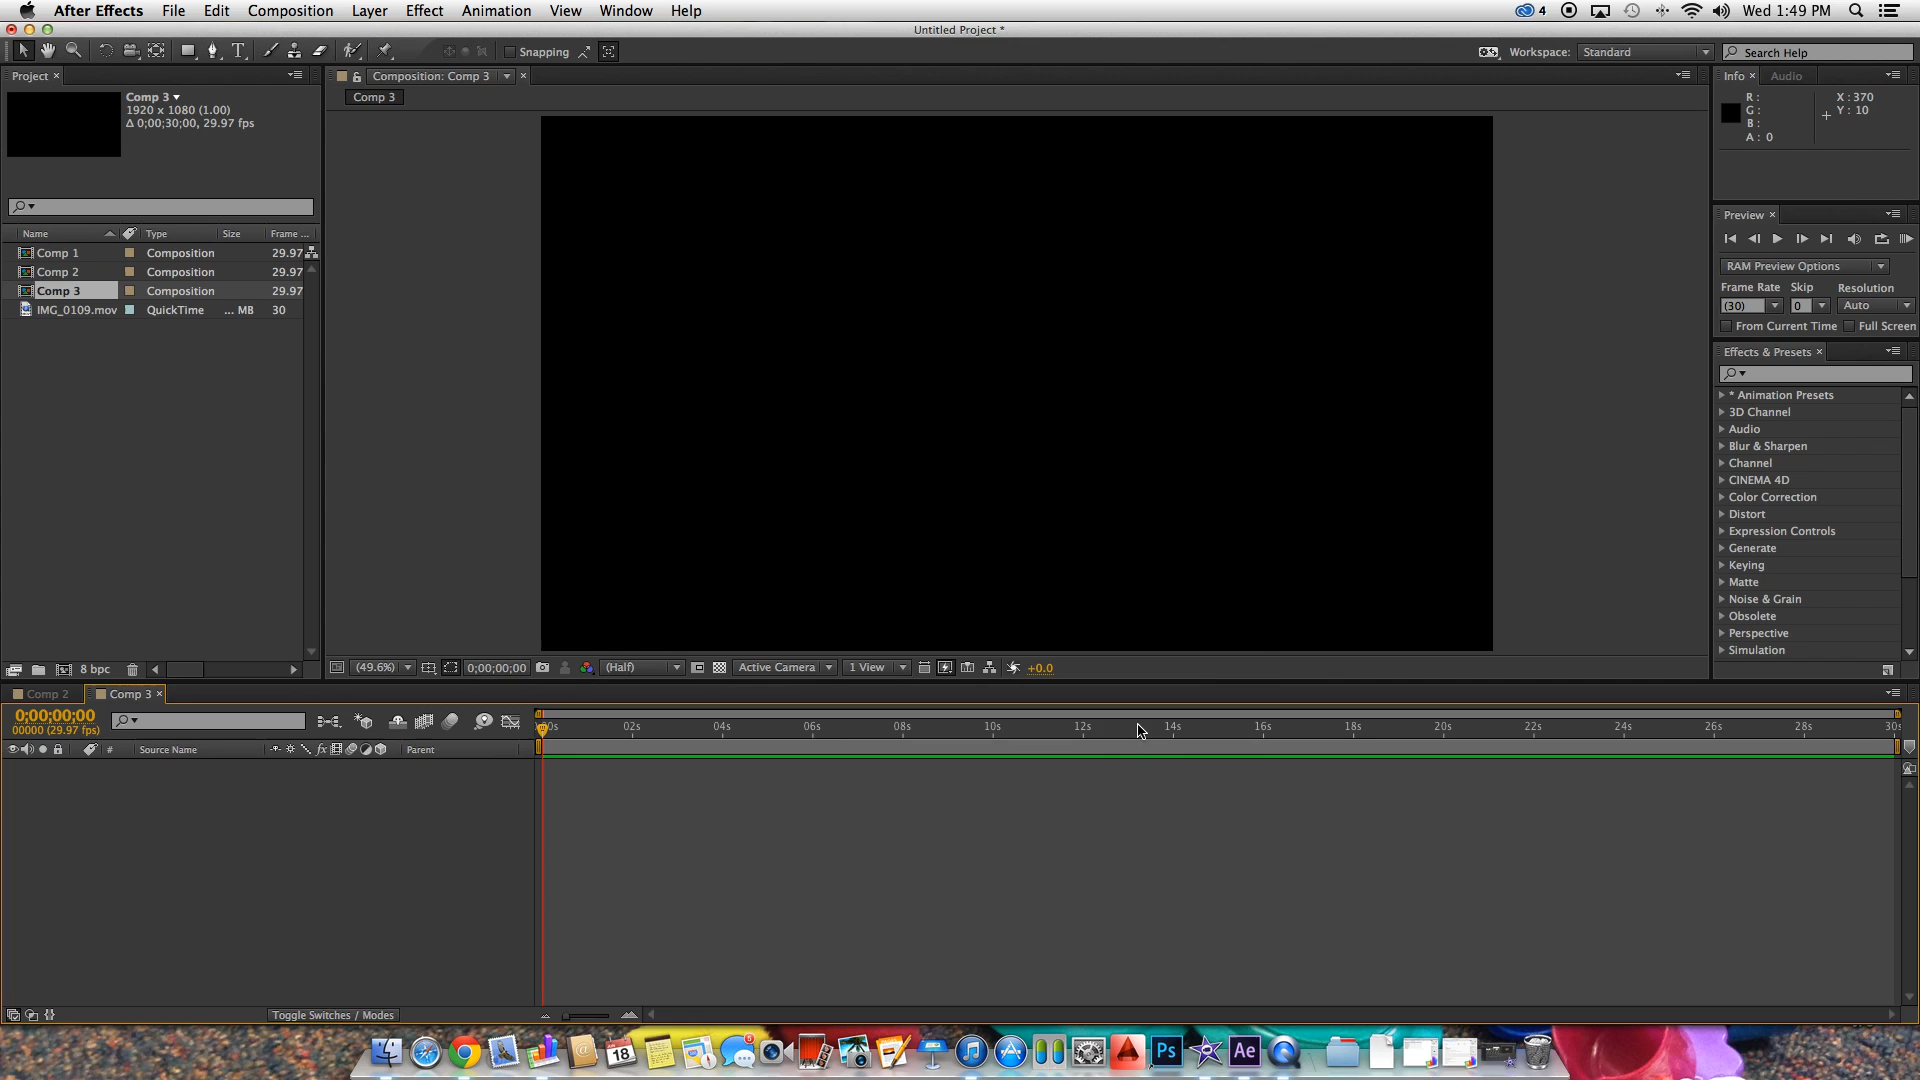 After Effects File Edit Composition Layer Effect Animation View Window Help
4 Wed 1:49 PM
Untitled Project *
T Snapping
Workspace: Standard
Search Help
Project ×
Comp 3 ▾
1920 x 1080 (1.00)
Δ 0;00;30;00, 29.97 fps
Name Type Size Frame ...
Comp 1 Composition 29.97
Comp 2 Composition 29.97
Comp 3 Composition 29.97
IMG_0109.mov QuickTime ... MB 30
8 bpc
Composition: Comp 3
Comp 3
(49.6%) 0;00;00;00 (Half) Active Camera 1 View +0.0
Info × Audio
R : X : 370
G : Y : 10
B :
A : 0
Preview ×
RAM Preview Options
Frame Rate Skip Resolution
(30) 0 Auto
From Current Time Full Screen
Effects & Presets ×
* Animation Presets
3D Channel
Audio
Blur & Sharpen
Channel
CINEMA 4D
Color Correction
Distort
Expression Controls
Generate
Keying
Matte
Noise & Grain
Obsolete
Perspective
Simulation
Comp 2 Comp 3 ×
0;00;00;00
00000 (29.97 fps)
# Source Name fx Parent
:00s 02s 04s 06s 08s 10s 12s 14s 16s 18s 20s 22s 24s 26s 28s 30s
Toggle Switches / Modes
18
5
Ps
Ae